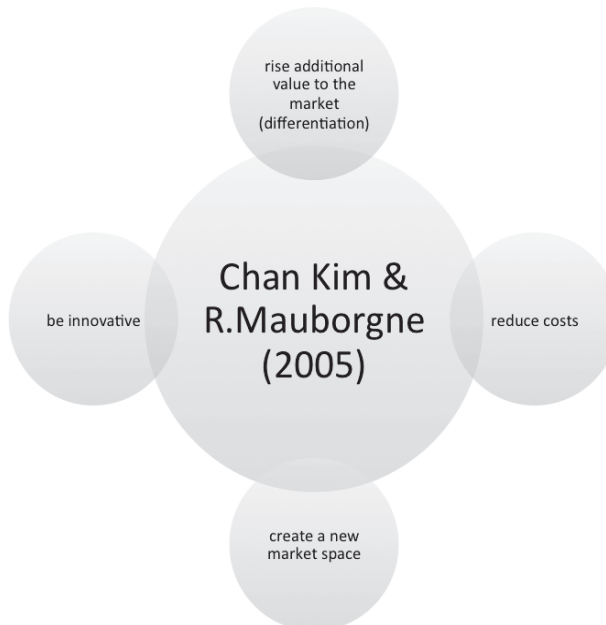 rise additional
value to the
market
(differentiation)
Chan Kim &
R.Mauborgne
(2005)
be innovative
reduce costs
create a new
market space